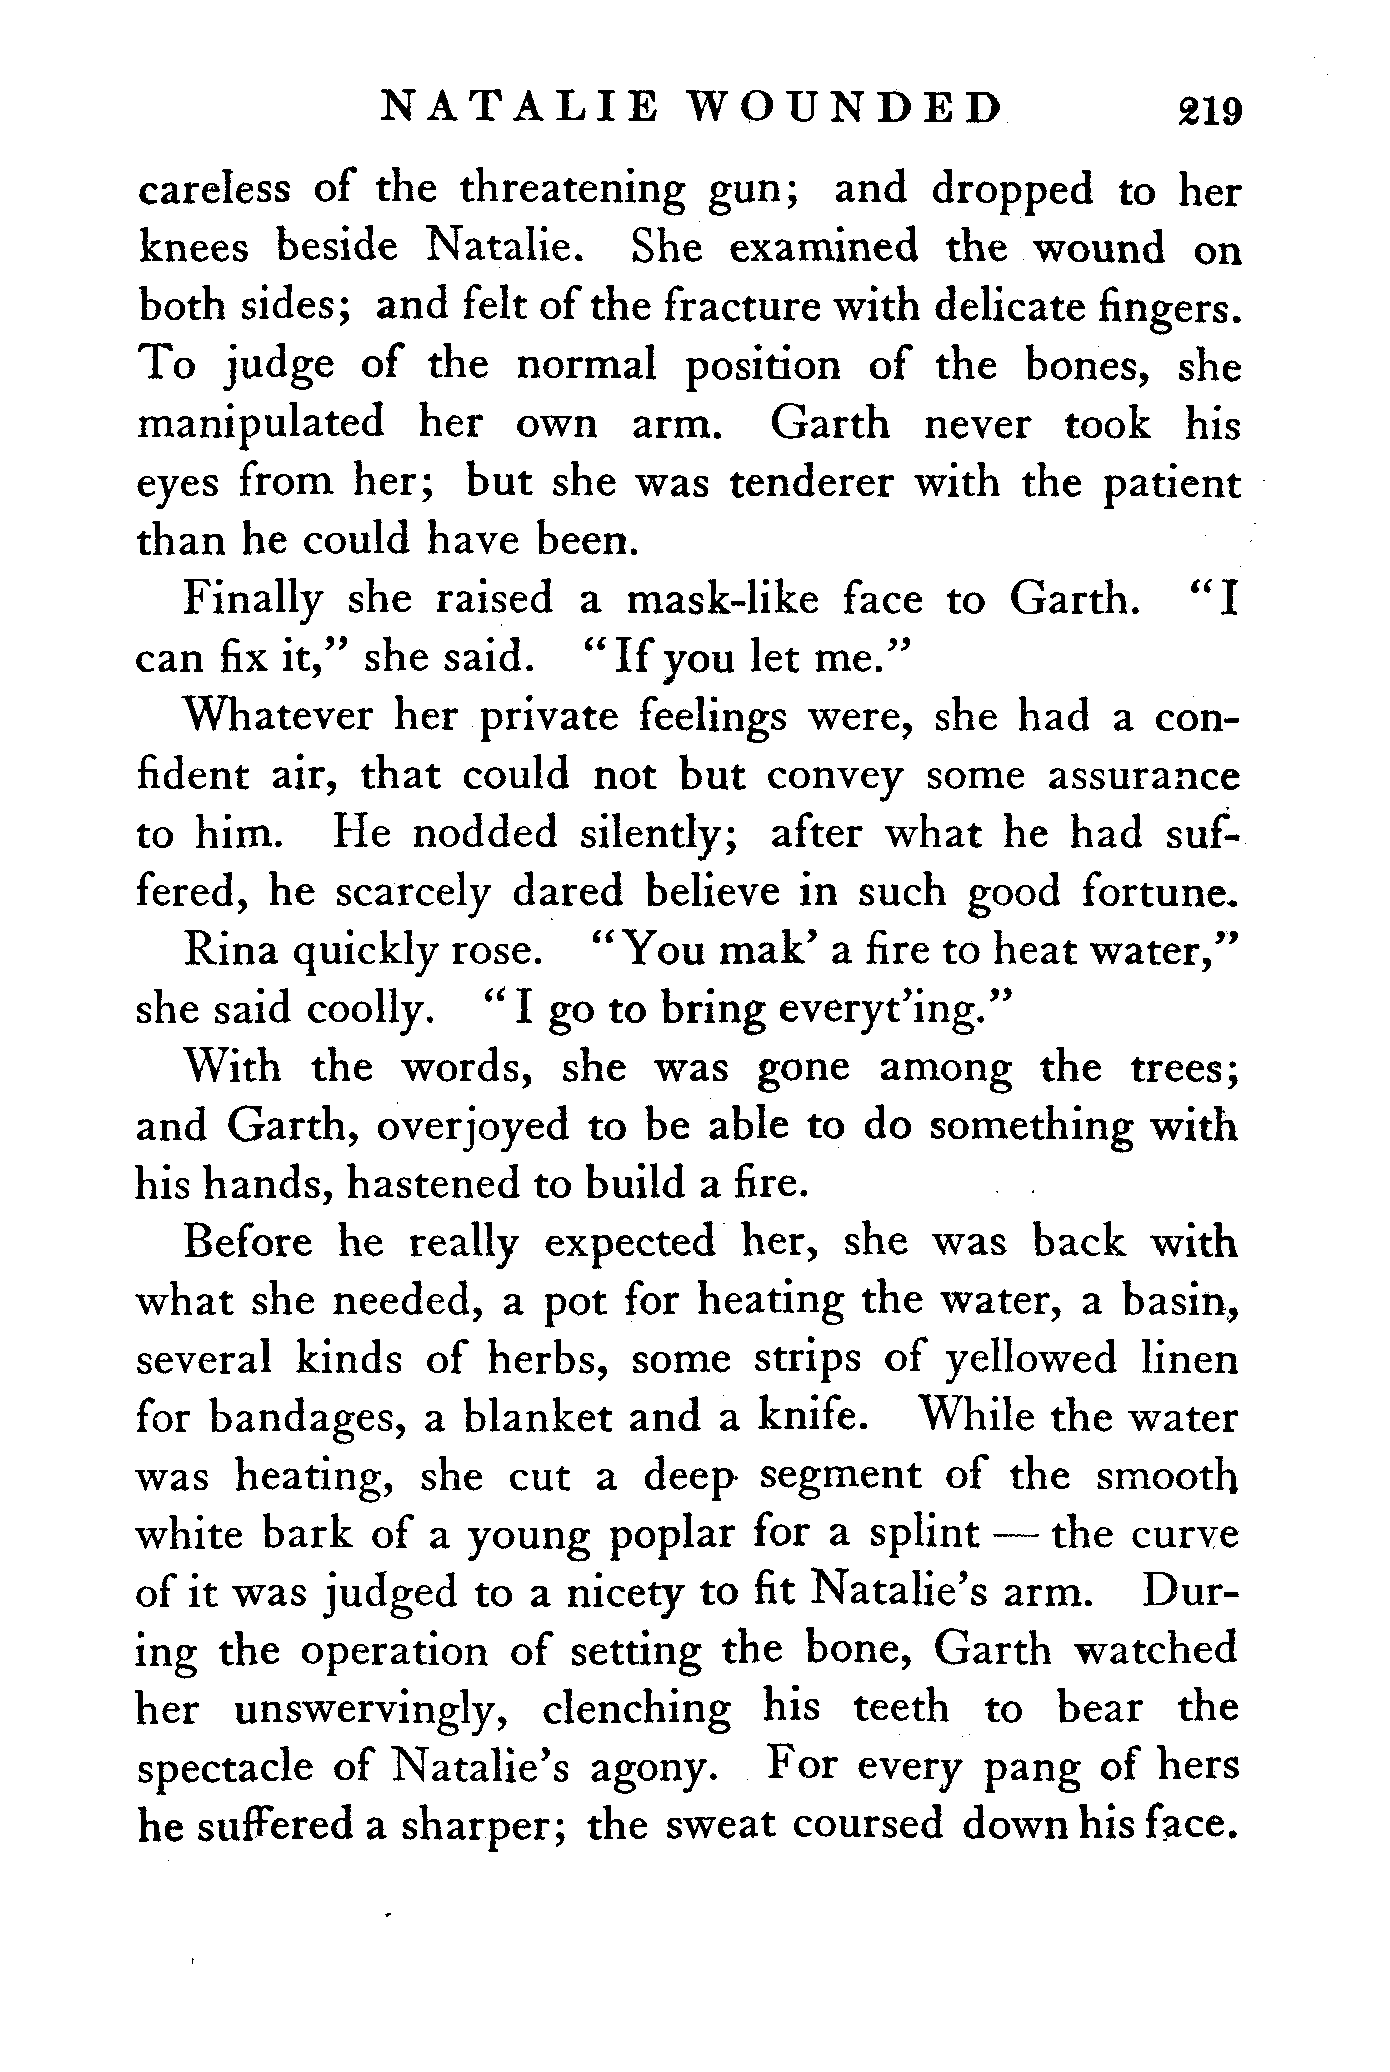 NATALIE WOUNDED 219
careless of the threatening gun; and dropped to her
knees beside Natalie. She examined the wound on
both sides; and felt of the fracture with delicate fingers.
To judge of the normal position of the bones, she
manipulated her own arm. Garth never took his
eyes from her; but she was tenderer with the patient
than he could have been.
Finally she raised a mask-like face to Garth. “I
can fix it,” she said. “If you let me.”
Whatever her private feelings were, she had a con-
fident air, that could not but convey some assurance
to him. He nodded silently; after what he had suf-
fered, he scarcely dared believe in such good fortune.
Rina quickly rose. “You mak’ a fire to heat water,”
she said coolly. “I go to bring everyt’ing.”
With the words, she was gone among the trees;
and Garth, overjoyed to be able to do something with
his hands, hastened to build a fire.
Before he really expected her, she was back with
what she needed, a pot for heating the water, a basin,
several kinds of herbs, some strips of yellowed linen
for bandages, a blanket and a knife. While the water
was heating, she cut a deep segment of the smooth
white bark of a young poplar for a splint — the curve
of it was judged to a nicety to fit Natalie’s arm. Dur-
ing the operation of setting the bone, Garth watched
her unswervingly, clenching his teeth to bear the
spectacle of Natalie’s agony. For every pang of hers
he suffered a sharper; the sweat coursed down his face.